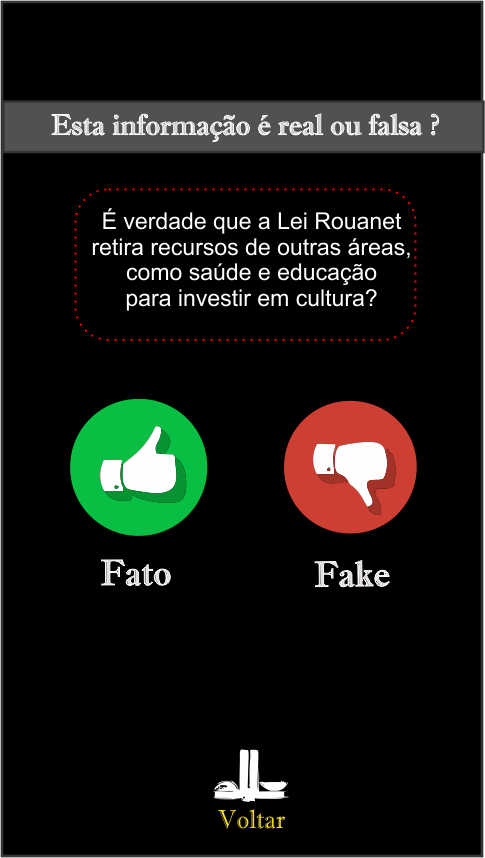 Esta informação é real ou falsa ?
É verdade que a Lei Rouanet
retira recursos de outras áreas,
como saúde e educação
para investir em cultura?
Fato
Fake
Voltar